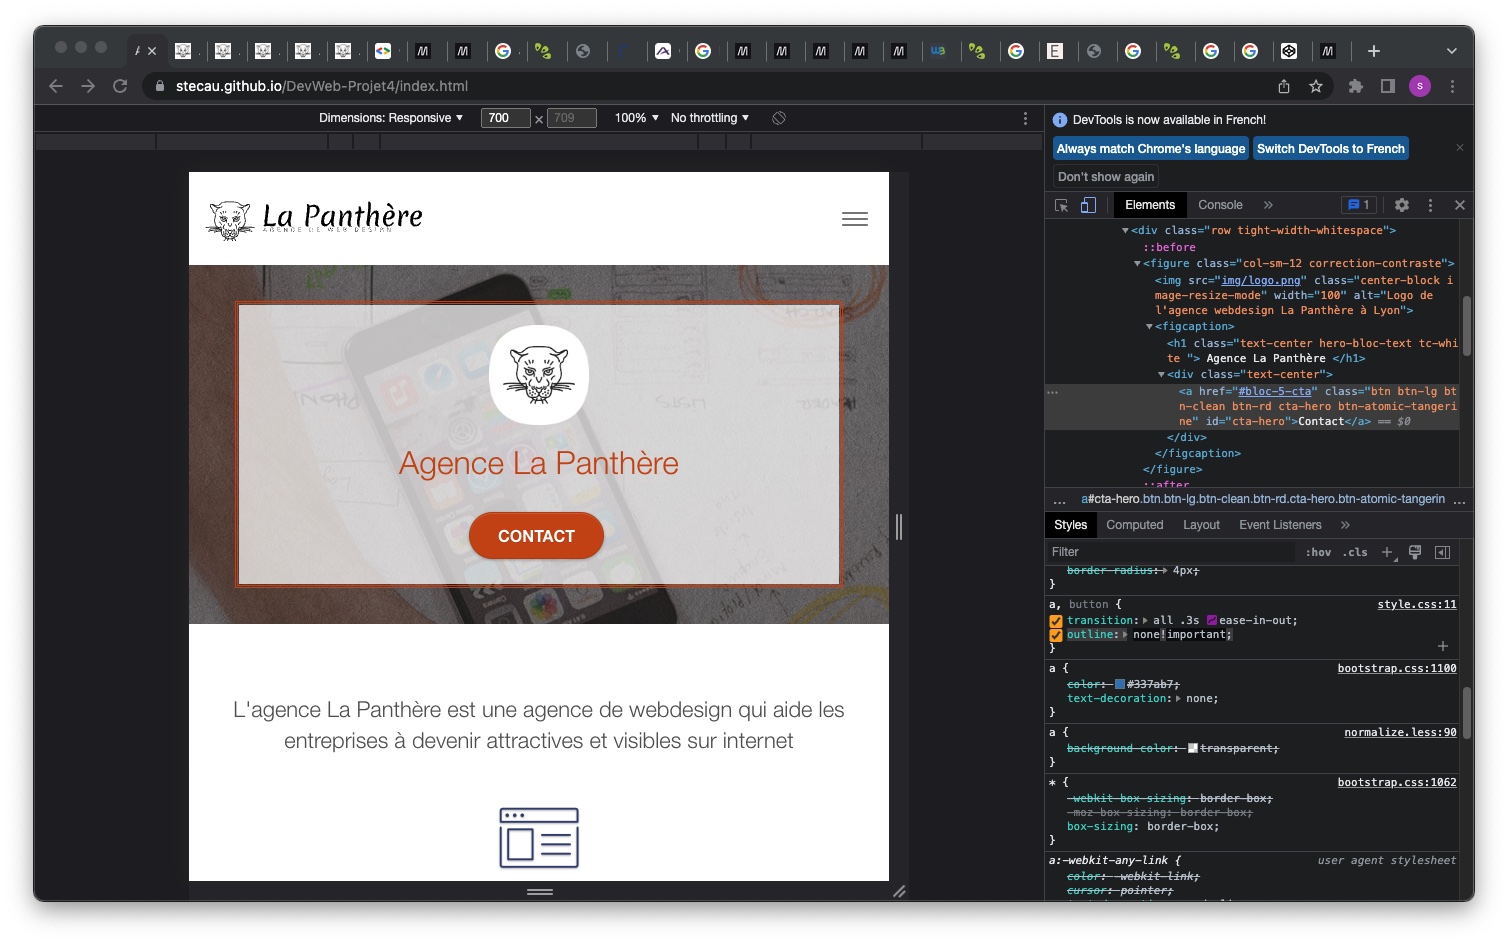 stecau.github.io/DevWeb-Projet4/index.html
S
Dimensions: Responsive ▼ 700 × 709 100% ▼ No throttling ▼
DevTools is now available in French!
Always match Chrome's language Switch DevTools to French
Don't show again
Elements Console » 1
La Panthère
AGENCE DE WEB DESIGN
Agence La Panthère
CONTACT
L'agence La Panthère est une agence de webdesign qui aide les
entreprises à devenir attractives et visibles sur internet
▼<div class="row tight-width-whitespace">
::before
▼<figure class="col-sm-12 correction-contraste">
<img src="img/logo.png" class="center-block i
mage-resize-mode" width="100" alt="Logo de
l'agence webdesign La Panthère à Lyon">
▼<figcaption>
<h1 class="text-center hero-bloc-text tc-whi
te "> Agence La Panthère </h1>
▼<div class="text-center">
… <a href="#bloc-5-cta" class="btn btn-lg bt
n-clean btn-rd cta-hero btn-atomic-tangeri
ne" id="cta-hero">Contact</a> == $0
</div>
</figcaption>
</figure>
::after
… a#cta-hero.btn.btn-lg.btn-clean.btn-rd.cta-hero.btn-atomic-tangerin …
Styles Computed Layout Event Listeners »
Filter :hov .cls +
border-radius: ▸ 4px;
}
a, button { style.css:11
transition: ▸ all .3s ease-in-out;
outline: ▸ none!important;
}
a { bootstrap.css:1100
color: #337ab7;
text-decoration: ▸ none;
}
a { normalize.less:90
background-color: transparent;
}
* { bootstrap.css:1062
-webkit-box-sizing: border-box;
-moz-box-sizing: border-box;
box-sizing: border-box;
}
a:-webkit-any-link { user agent stylesheet
color: -webkit-link;
cursor: pointer;